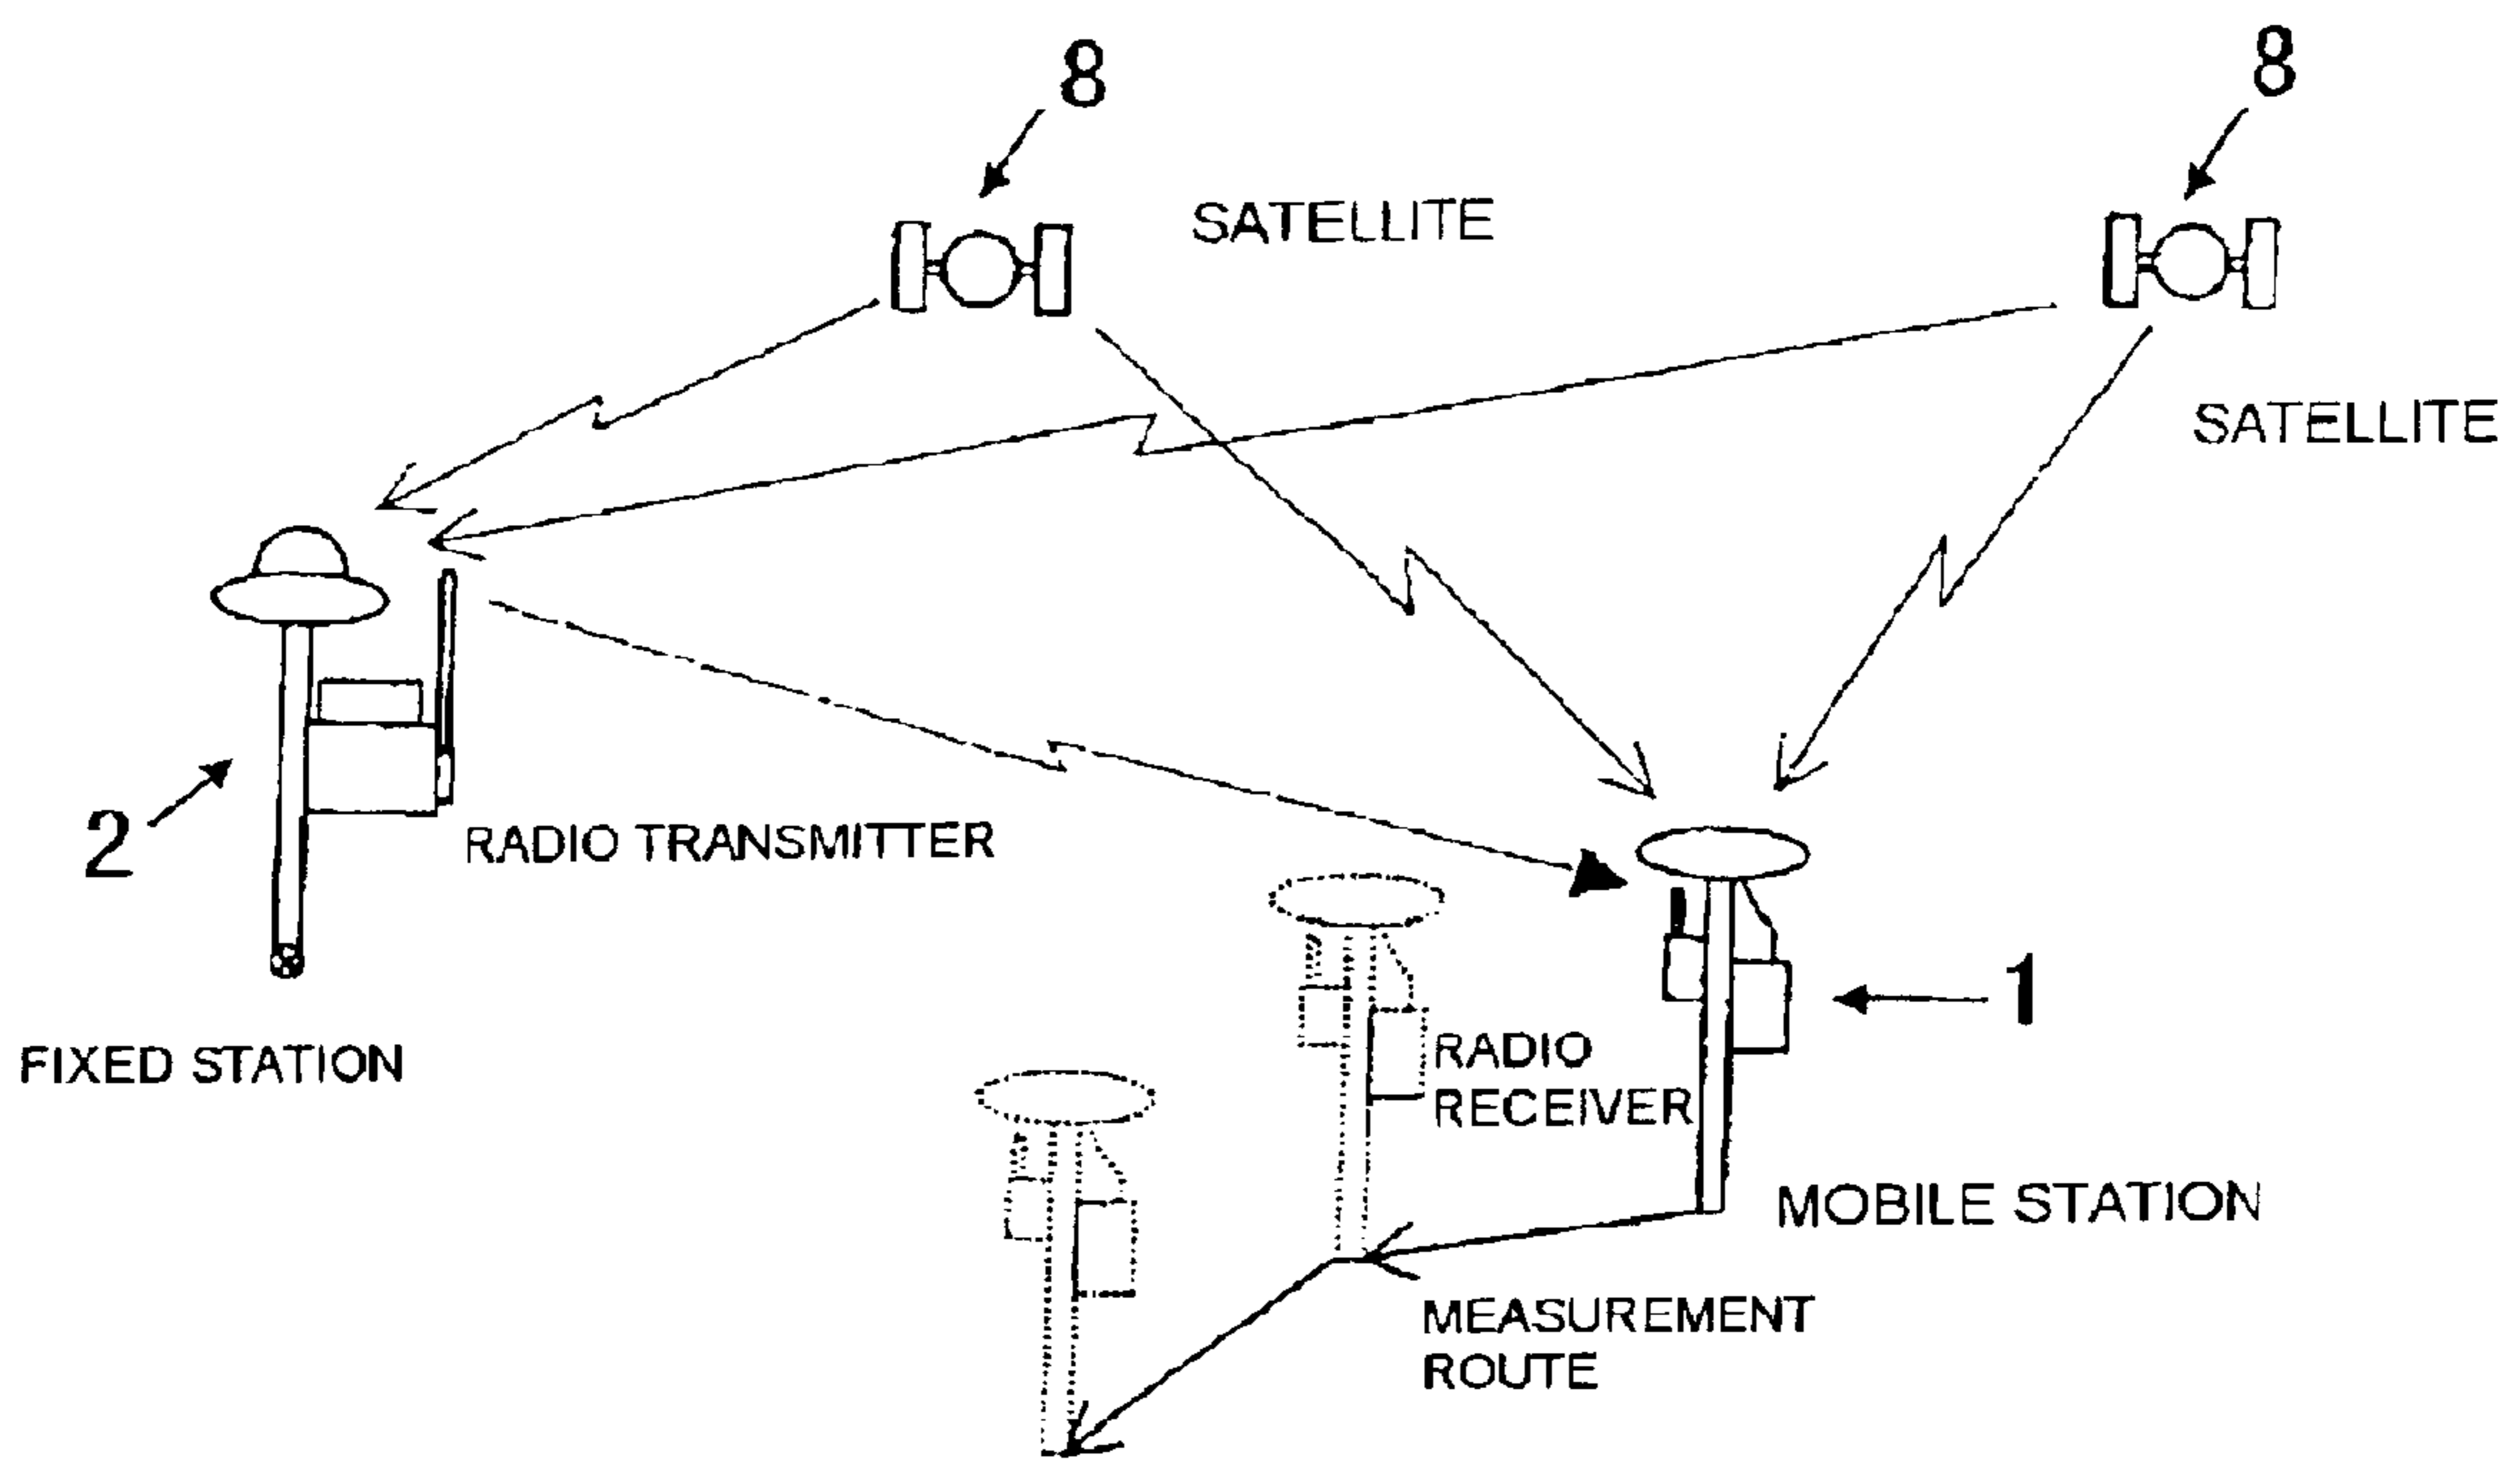 8
8
SATELLITE
SATELLITE
2
RADIO TRANSMITTER
1
FIXED STATION
RADIO
RECEIVER
MOBILE STATION
MEASUREMENT
ROUTE